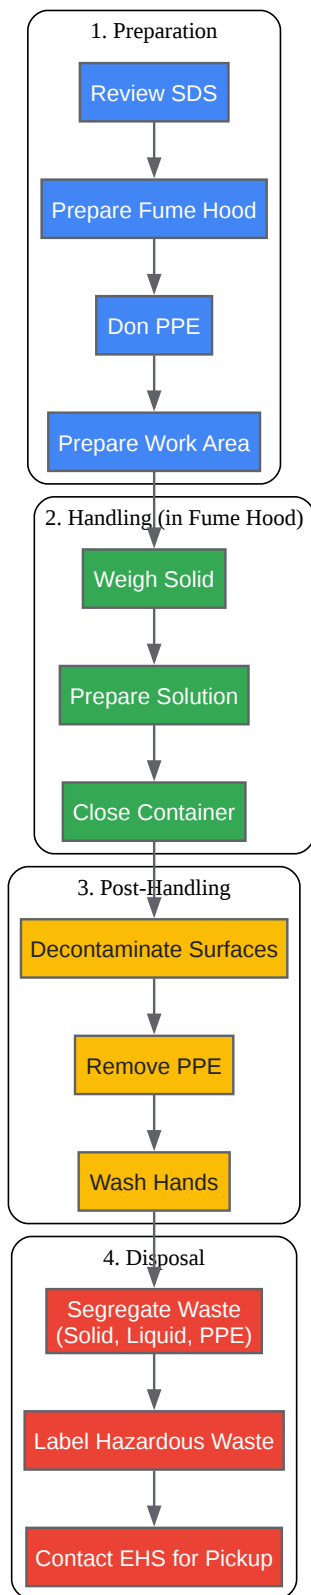 1. Preparation
Review SDS
Prepare Fume Hood
Don PPE
Prepare Work Area
2. Handling (in Fume Hood)
Weigh Solid
Prepare Solution
Close Container
3. Post-Handling
Decontaminate Surfaces
Remove PPE
Wash Hands
4. Disposal
Segregate Waste
(Solid, Liquid, PPE)
Label Hazardous Waste
Contact EHS for Pickup